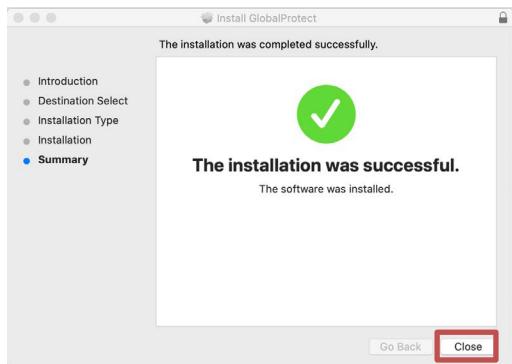 Install GlobalProtect
The installation was completed successfully.
Introduction
Destination Select
Installation Type
Installation
Summary
The installation was successful.
The software was installed.
Go Back
Close